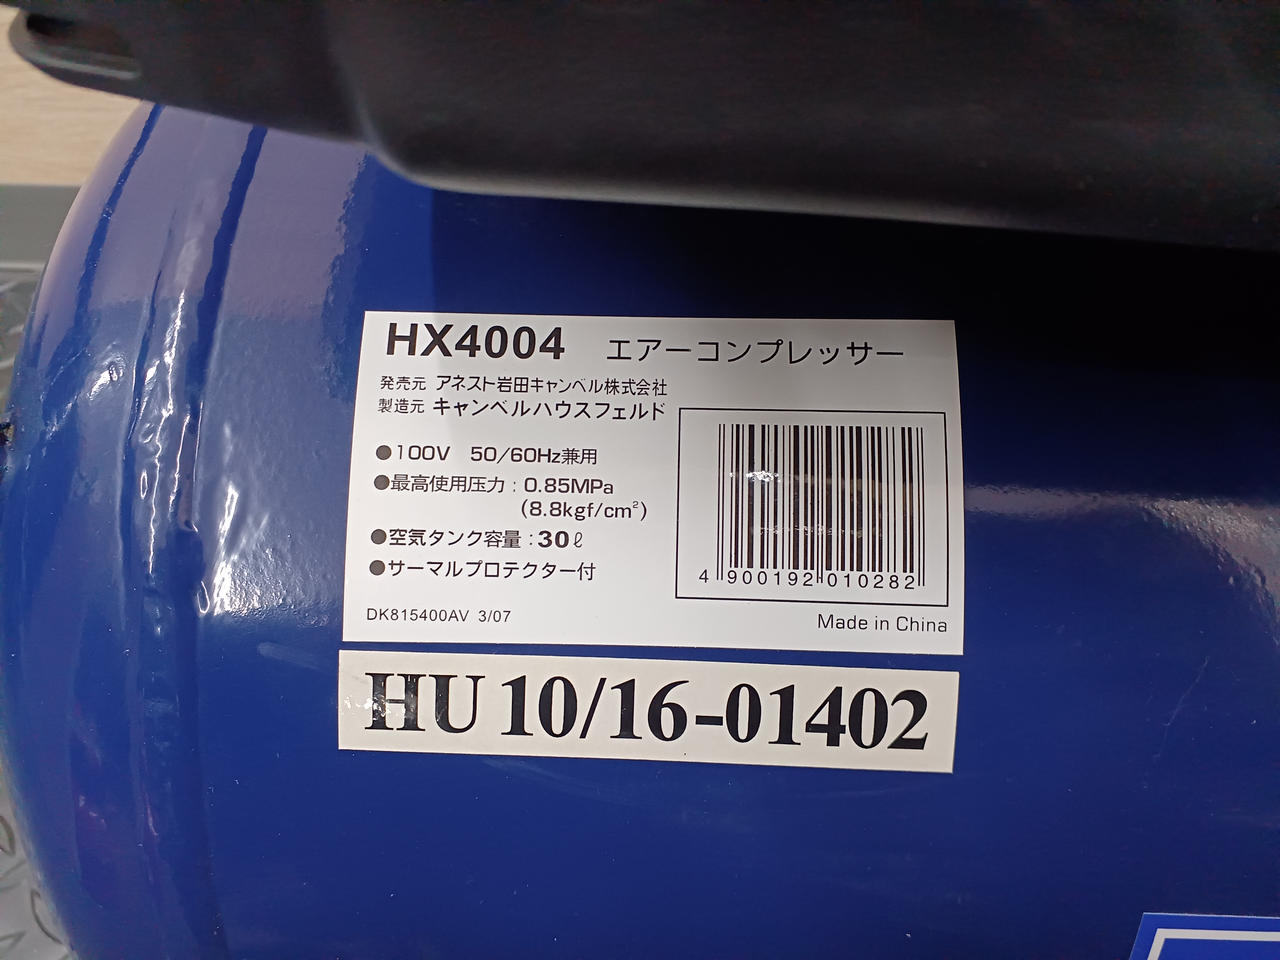 HX4004 エアーコンプレッサー
発売元 アネスト岩田キャンベル株式会社
製造元 キャンベルハウスフェルド
●100V 50/60Hz兼用
●最高使用圧力:0.85MPa
(8.8kgf/cm²)
●空気タンク容量:30ℓ
●サーマルプロテクター付
4 900192 010282
DK815400AV 3/07
Made in China
HU 10/16-01402